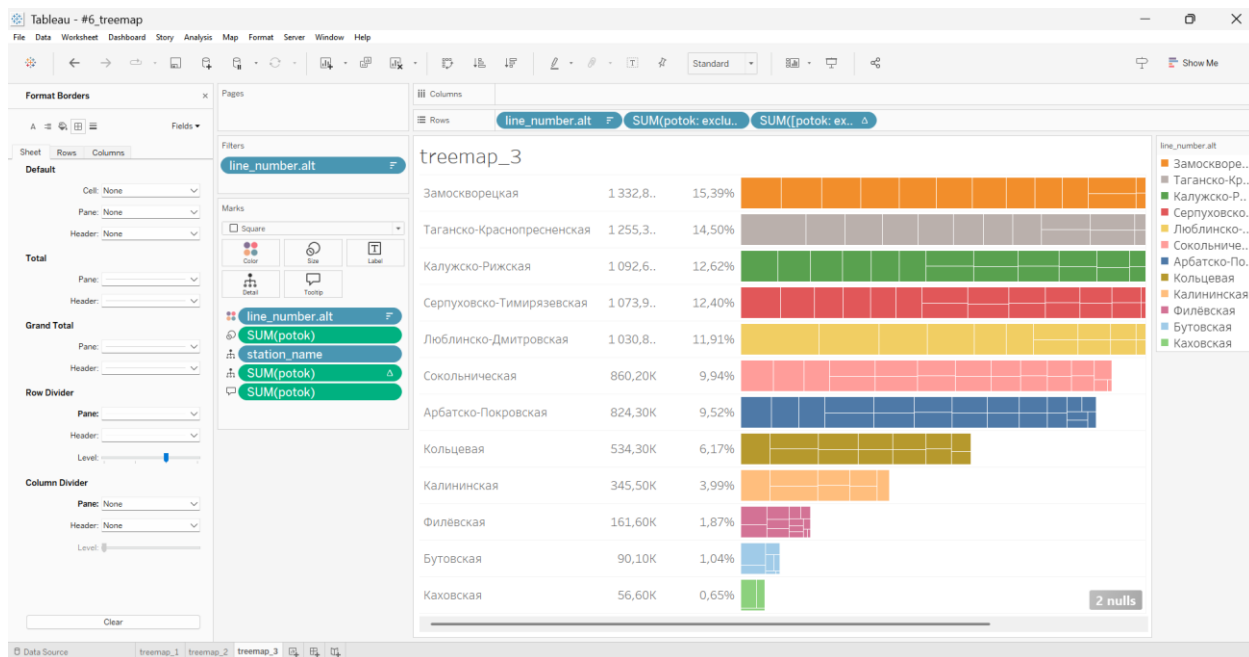 Tableau - #6_treemap
File Data Worksheet Dashboard Story Analysis Map Format Server Window Help
Standard
Show Me
Format Borders
Fields
Sheet Rows Columns
Default
Cell: None
Pane: None
Header: None
Total
Pane:
Header:
Grand Total
Pane:
Header:
Row Divider
Pane:
Header:
Level:
Column Divider
Pane: None
Header: None
Level:
Clear
Pages
Filters
line_number.alt
Marks
Square
Color Size Label
Detail Tooltip
line_number.alt
SUM(potok)
station_name
SUM(potok)
SUM(potok)
Columns
Rows line_number.alt SUM(potok: exclu.. SUM([potok: ex..
treemap_3
Замоскворецкая 1 332,8.. 15,39%
Таганско-Краснопресненская 1 255,3.. 14,50%
Калужско-Рижская 1 092,6.. 12,62%
Серпуховско-Тимирязевская 1 073,9.. 12,40%
Люблинско-Дмитровская 1 030,8.. 11,91%
Сокольническая 860,20K 9,94%
Арбатско-Покровская 824,30K 9,52%
Кольцевая 534,30K 6,17%
Калининская 345,50K 3,99%
Филёвская 161,60K 1,87%
Бутовская 90,10K 1,04%
Каховская 56,60K 0,65%
2 nulls
line_number.alt
Замоскворе..
Таганско-Кр..
Калужско-Р..
Серпуховско..
Люблинско-..
Сокольниче..
Арбатско-По..
Кольцевая
Калининская
Филёвская
Бутовская
Каховская
Data Source treemap_1 treemap_2 treemap_3